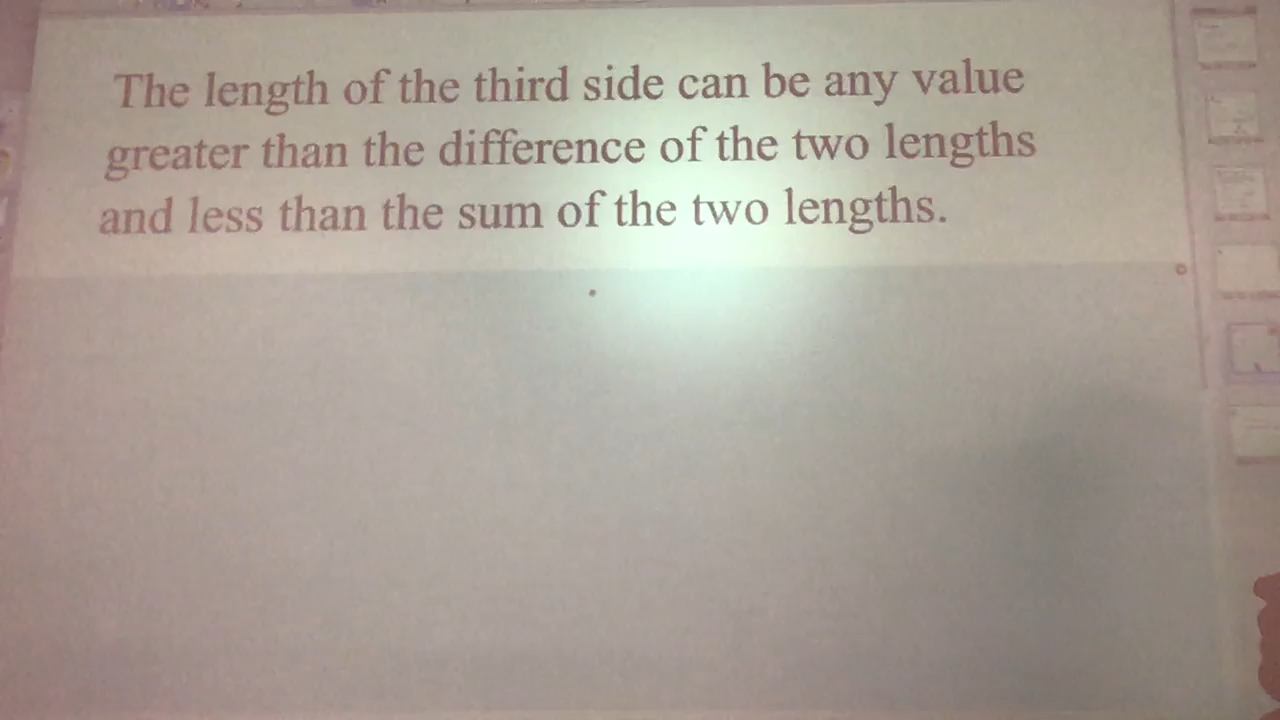 The length of the third side can be any value
greater than the difference of the two lengths
and less than the sum of the two lengths.